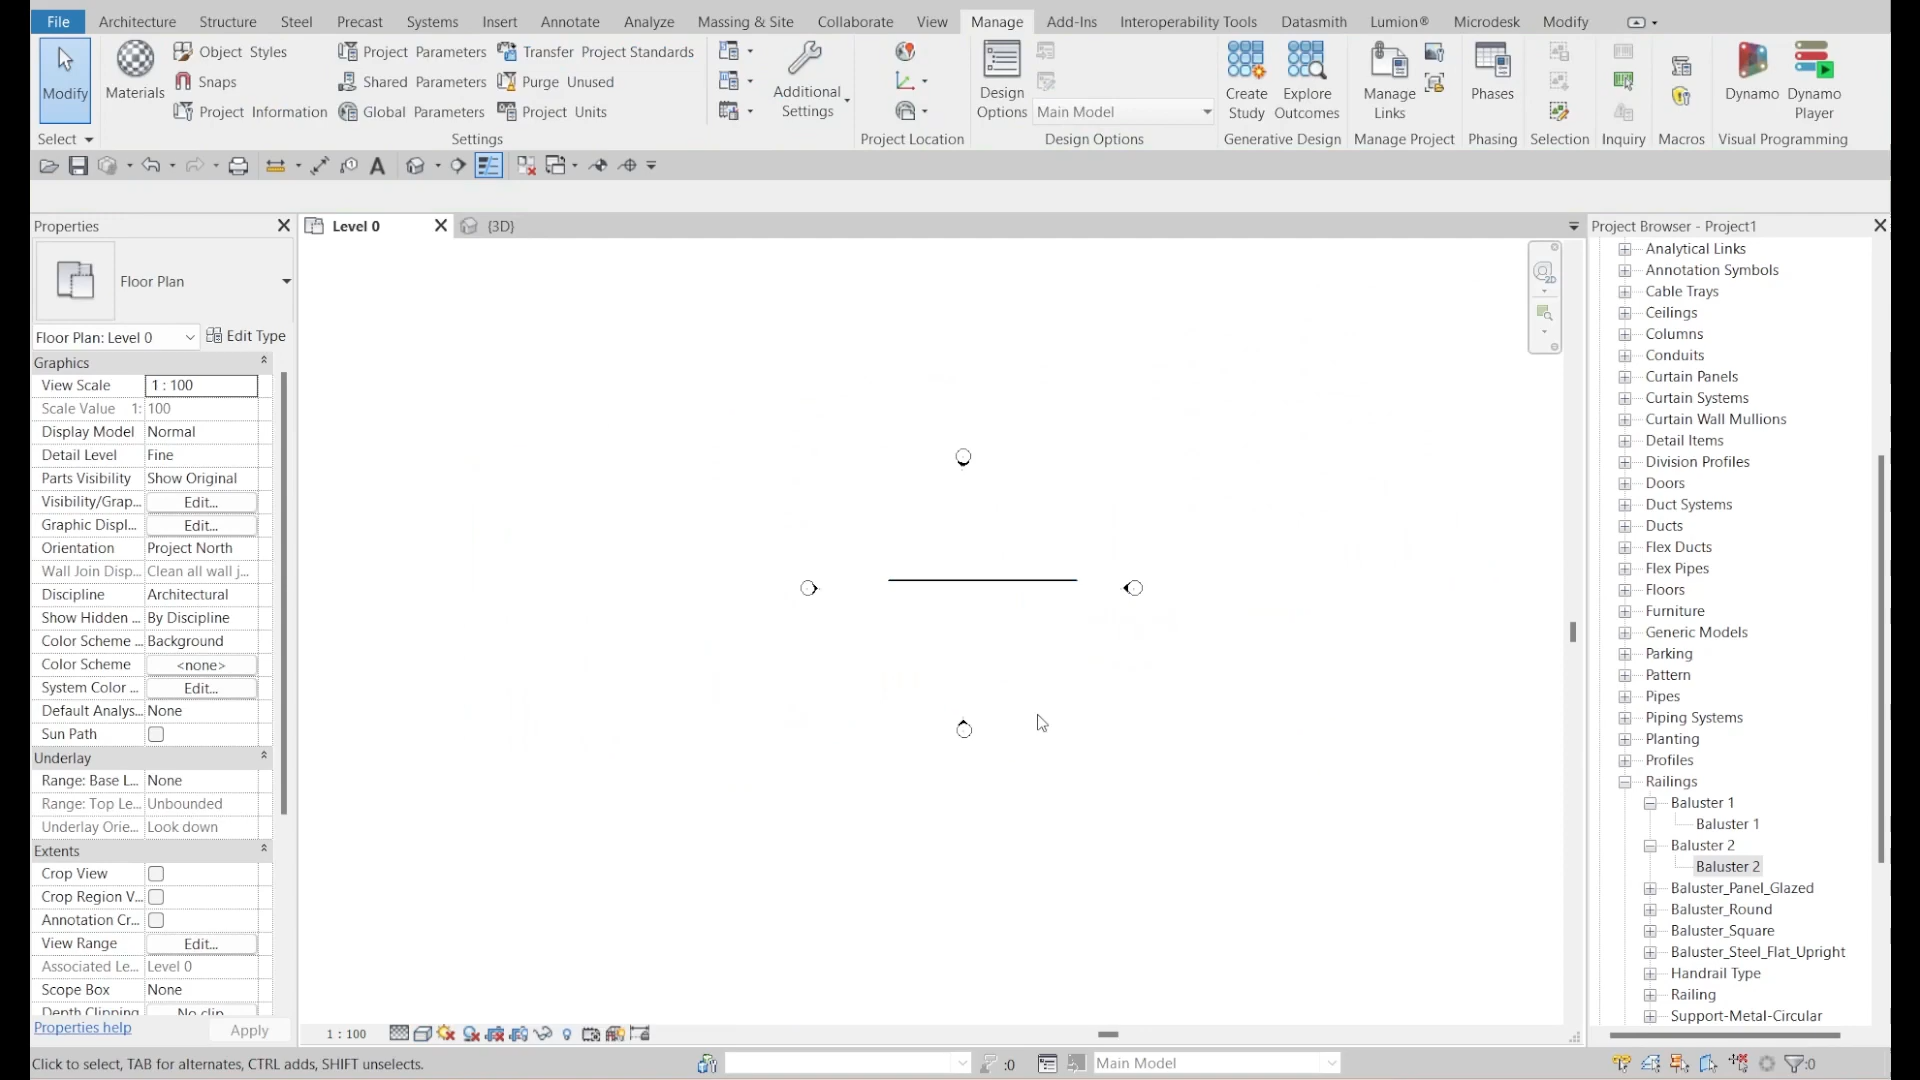 File Architecture Structure Steel Precast Systems Insert Annotate Analyze Massing & Site Collaborate View Manage Add-Ins Interoperability Tools Datasmith Lumion® Microdesk Modify
Modify
Select
Materials
Object Styles
Snaps
Project Information
Project Parameters
Shared Parameters
Global Parameters
Transfer Project Standards
Purge Unused
Project Units
Settings
Additional
Settings
Project Location
Design
Options
Main Model
Design Options
Create
Study
Explore
Outcomes
Generative Design
Manage
Links
Manage Project
Phases
Phasing
Selection
Inquiry
Macros
Dynamo
Dynamo
Player
Visual Programming
A
Properties
Floor Plan
Floor Plan: Level 0
Edit Type
Graphics
View Scale 1 : 100
Scale Value 1: 100
Display Model Normal
Detail Level Fine
Parts Visibility Show Original
Visibility/Grap... Edit...
Graphic Displ... Edit...
Orientation Project North
Wall Join Disp... Clean all wall j...
Discipline Architectural
Show Hidden ... By Discipline
Color Scheme ... Background
Color Scheme <none>
System Color ... Edit...
Default Analys... None
Sun Path
Underlay
Range: Base L... None
Range: Top Le... Unbounded
Underlay Orie... Look down
Extents
Crop View
Crop Region V...
Annotation Cr...
View Range Edit...
Associated Le... Level 0
Scope Box None
Depth Clipping No clip
Properties help
Apply
Level 0
{3D}
2D
1 : 100
Project Browser - Project1
Analytical Links
Annotation Symbols
Cable Trays
Ceilings
Columns
Conduits
Curtain Panels
Curtain Systems
Curtain Wall Mullions
Detail Items
Division Profiles
Doors
Duct Systems
Ducts
Flex Ducts
Flex Pipes
Floors
Furniture
Generic Models
Parking
Pattern
Pipes
Piping Systems
Planting
Profiles
Railings
Baluster 1
Baluster 1
Baluster 2
Baluster 2
Baluster_Panel_Glazed
Baluster_Round
Baluster_Square
Baluster_Steel_Flat_Upright
Handrail Type
Railing
Support-Metal-Circular
Click to select, TAB for alternates, CTRL adds, SHIFT unselects.
:0
Main Model
:0